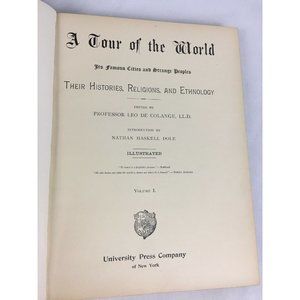 A Tour of the World
Its Famous Cities and Strange Peoples
THEIR HISTORIES, RELIGIONS, AND ETHNOLOGY
EDITED BY
PROFESSOR LEO DE COLANGE, LL.D.
INTRODUCTION BY
NATHAN HASKELL DOLE
ILLUSTRATED
VOLUME I.
University Press Company
of New York